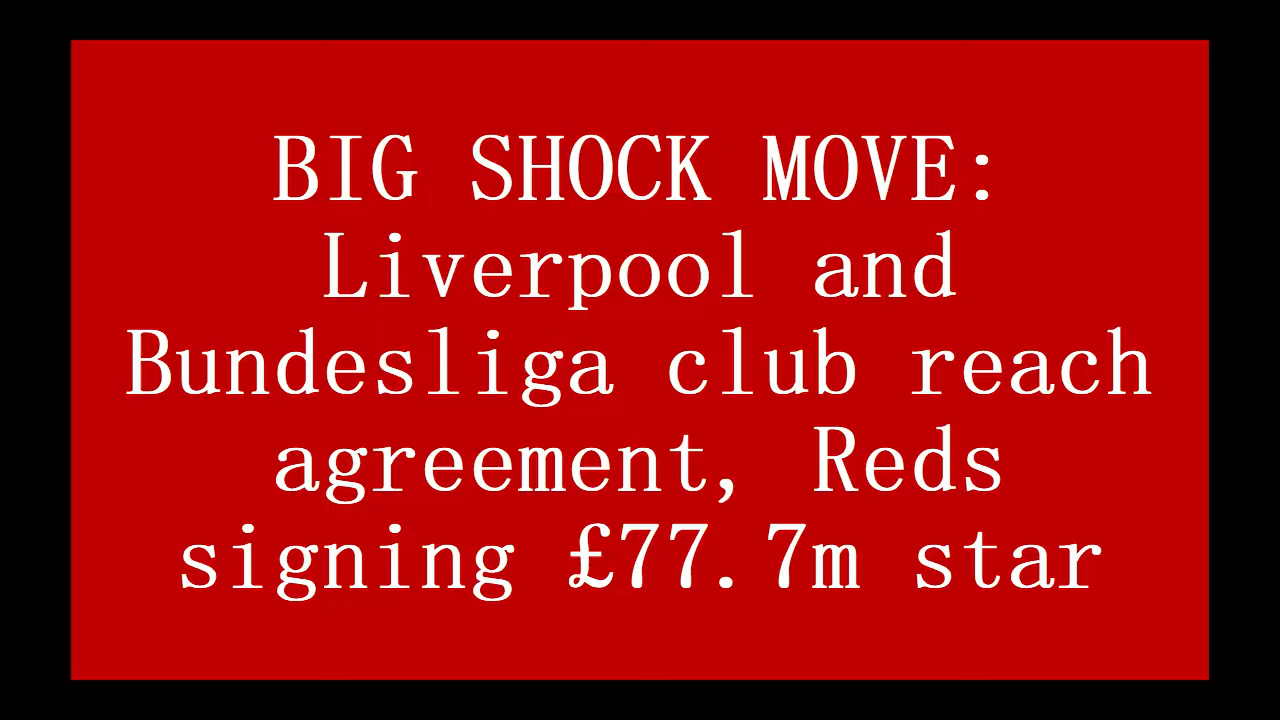 BIG SHOCK MOVE:
Liverpool and
Bundesliga club reach
agreement, Reds
signing £77.7m star